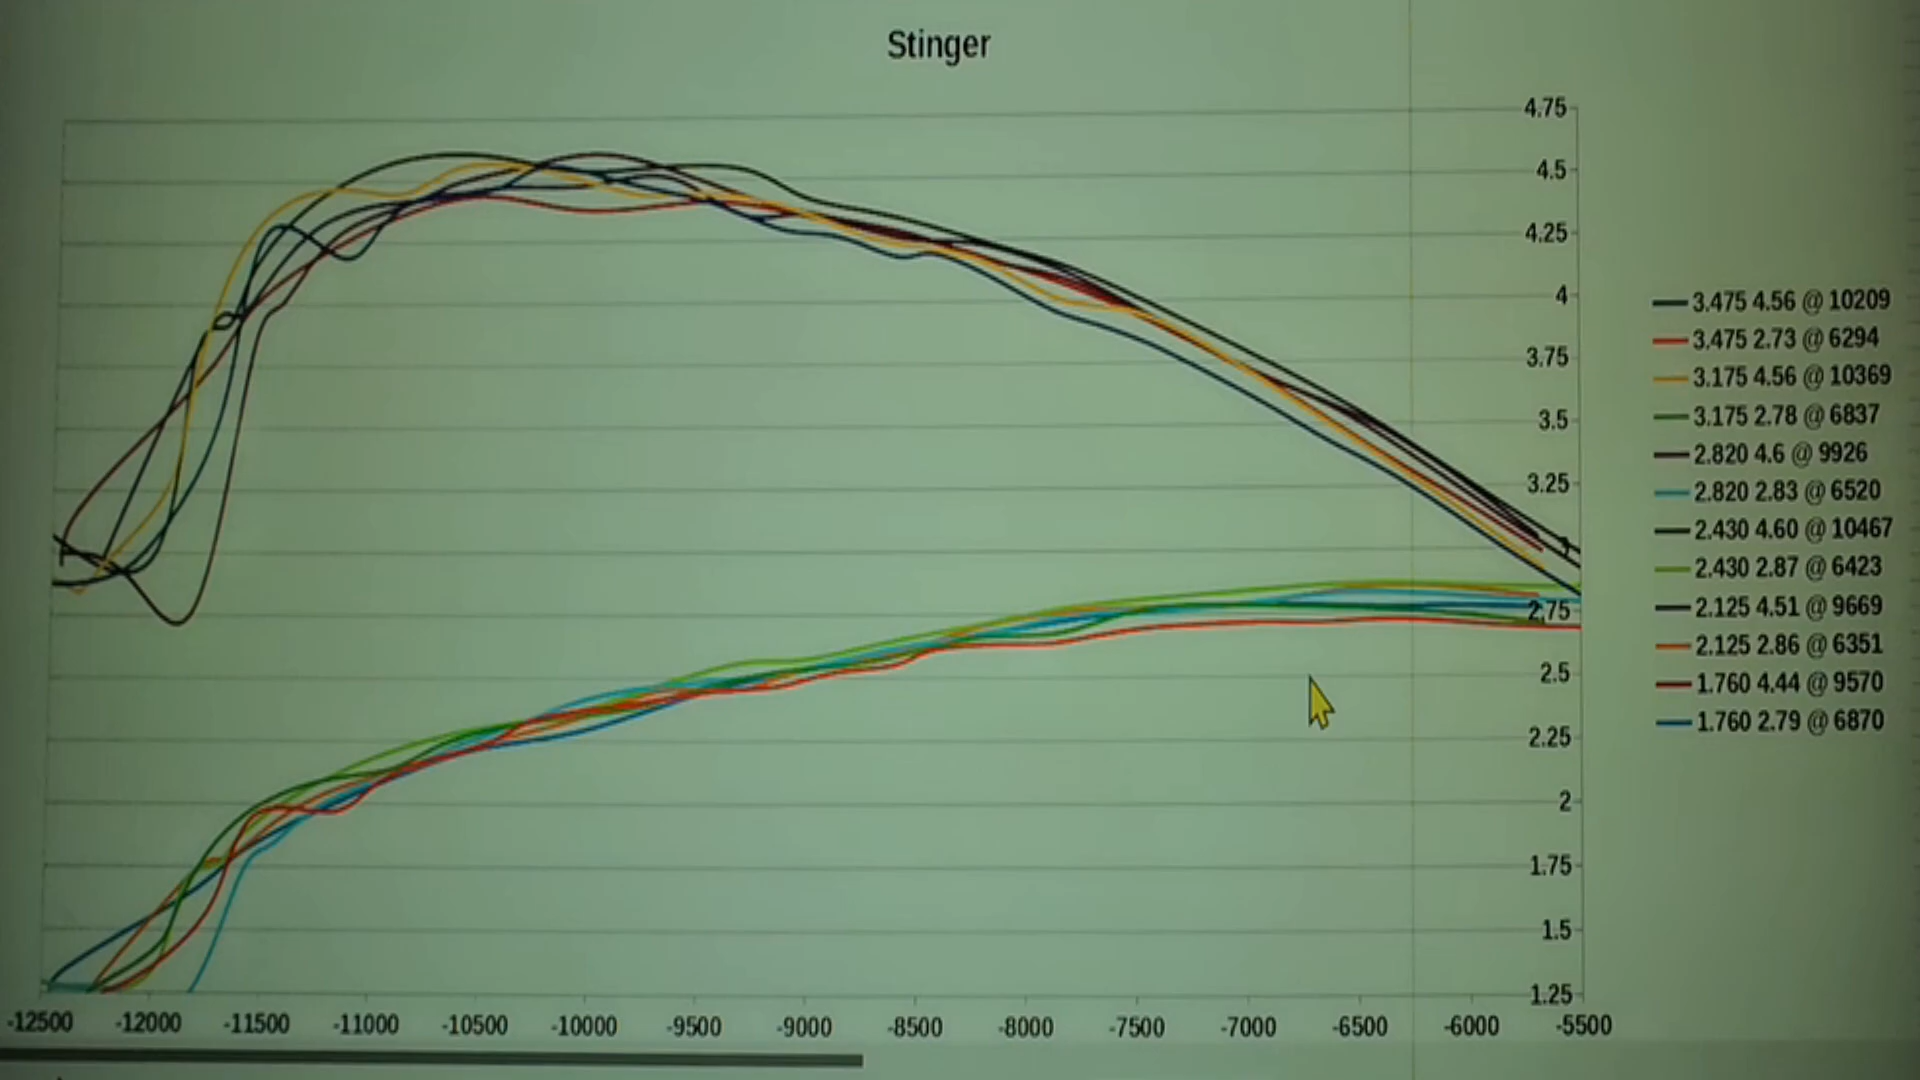 Stinger
4.75
4.5
4.25
4
3.75
3.5
3.25
2.75
2.5
2.25
2
1.75
1.5
1.25
-12500 -12000 -11500 -11000 -10500 -10000 -9500 -9000 -8500 -8000 -7500 -7000 -6500 -6000 -5500
3.475 4.56 @ 10209
3.475 2.73 @ 6294
3.175 4.56 @ 10369
3.175 2.78 @ 6837
2.820 4.6 @ 9926
2.820 2.83 @ 6520
2.430 4.60 @ 10467
2.430 2.87 @ 6423
2.125 4.51 @ 9669
2.125 2.86 @ 6351
1.760 4.44 @ 9570
1.760 2.79 @ 6870